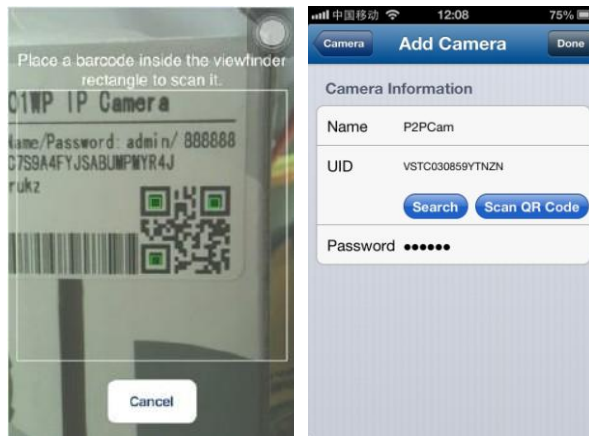 Place a barcode inside the viewfinder
rectangle to scan it.
01WP IP Camera
Name/Password: admin/ 888888
C7S9A4FYJSABUMPMYR4J
rukz
Cancel
中国移动 12:08 75%
Camera Add Camera Done
Camera Information
Name P2PCam
UID VSTC030859YTNZN
Search Scan QR Code
Password ●●●●●●